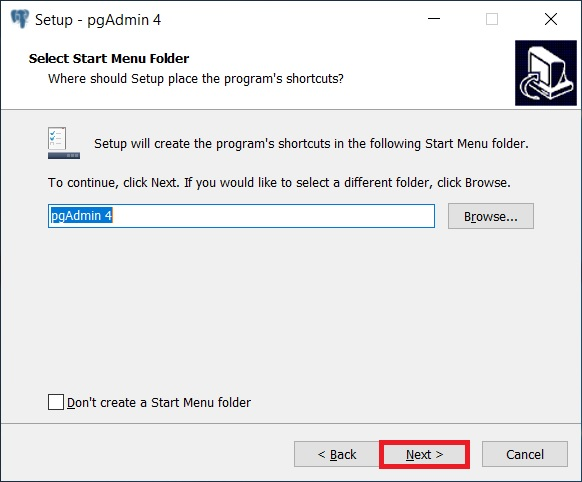 Setup - pgAdmin 4
Select Start Menu Folder
Where should Setup place the program's shortcuts?
Setup will create the program's shortcuts in the following Start Menu folder.
To continue, click Next. If you would like to select a different folder, click Browse.
pgAdmin 4
Browse...
Don't create a Start Menu folder
< Back
Next >
Cancel